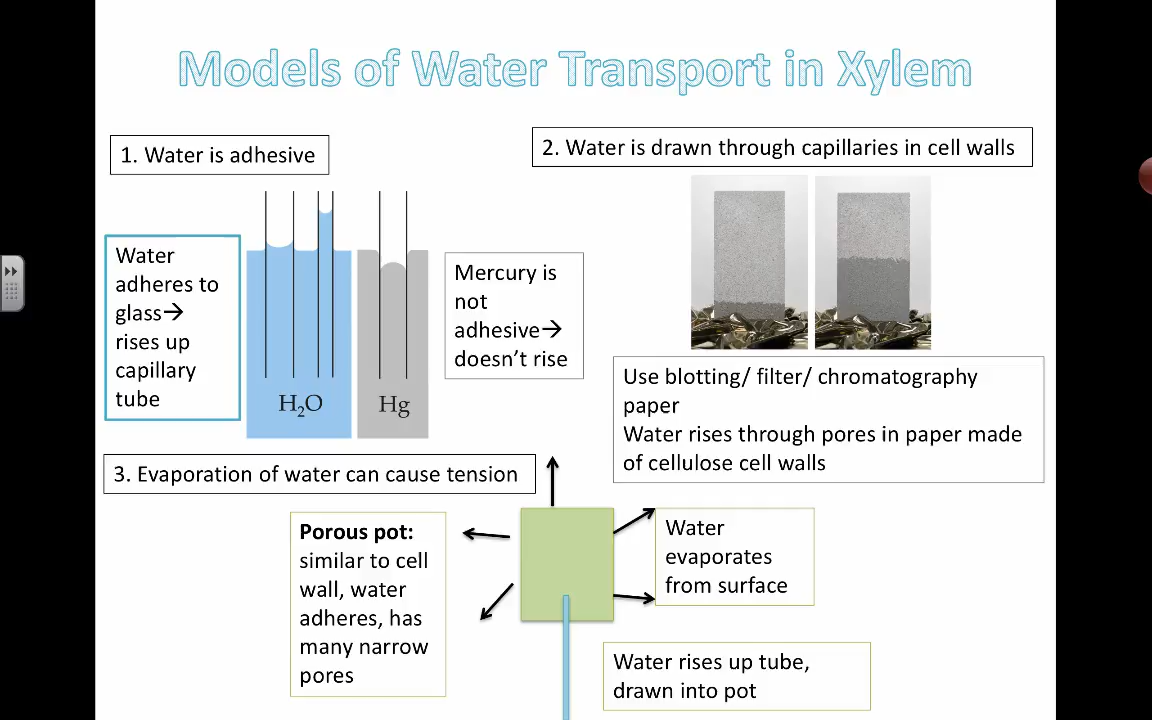 Models of Water Transport in Xylem
1. Water is adhesive
2. Water is drawn through capillaries in cell walls
Water
adheres to
glass→
rises up
capillary
tube
H₂O
Hg
Mercury is
not
adhesive→
doesn't rise
Use blotting/ filter/ chromatography
paper
Water rises through pores in paper made
of cellulose cell walls
3. Evaporation of water can cause tension
Porous pot:
similar to cell
wall, water
adheres, has
many narrow
pores
Water
evaporates
from surface
Water rises up tube,
drawn into pot